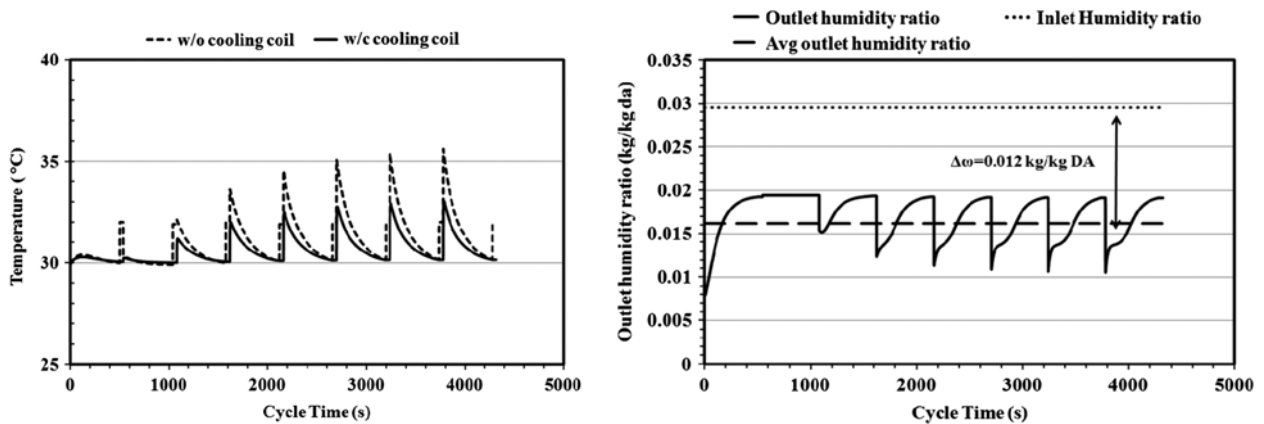 w/o cooling coil w/c cooling coil
40
35
30
25
Temperature (°C)
0 1000 2000 3000 4000 5000
Cycle Time (s)
Outlet humidity ratio Inlet Humidity ratio
Avg outlet humidity ratio
0.035
0.03
0.025
0.02
0.015
0.01
0.005
0
Outlet humidity ratio (kg/kg da)
Δω=0.012 kg/kg DA
0 1000 2000 3000 4000 5000
Cycle Time (s)